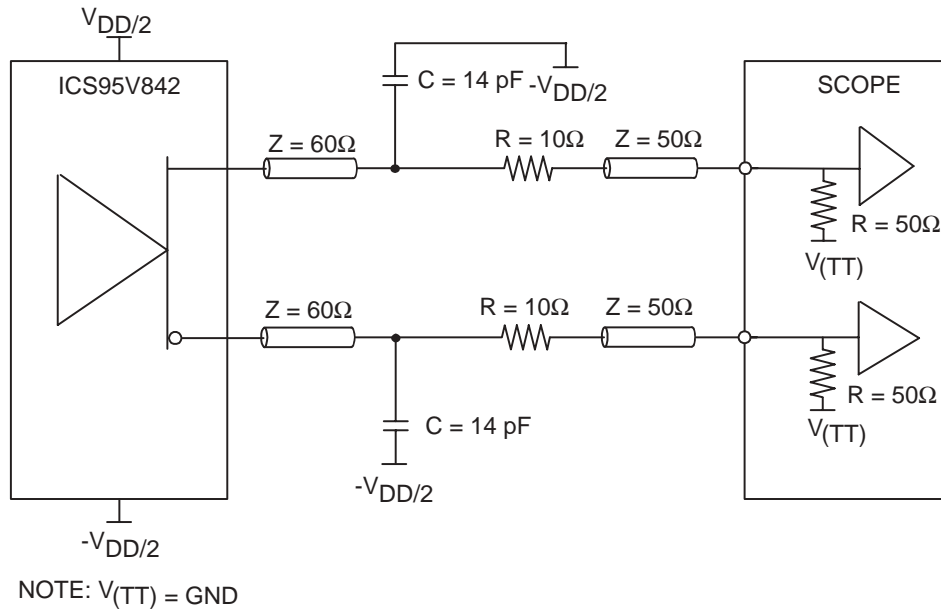 VDD/2
ICS95V842
C = 14 pF
-VDD/2
SCOPE
Z = 60Ω
R = 10Ω
Z = 50Ω
R = 50Ω
V(TT)
Z = 60Ω
R = 10Ω
Z = 50Ω
R = 50Ω
V(TT)
C = 14 pF
-VDD/2
-VDD/2
NOTE: V(TT) = GND